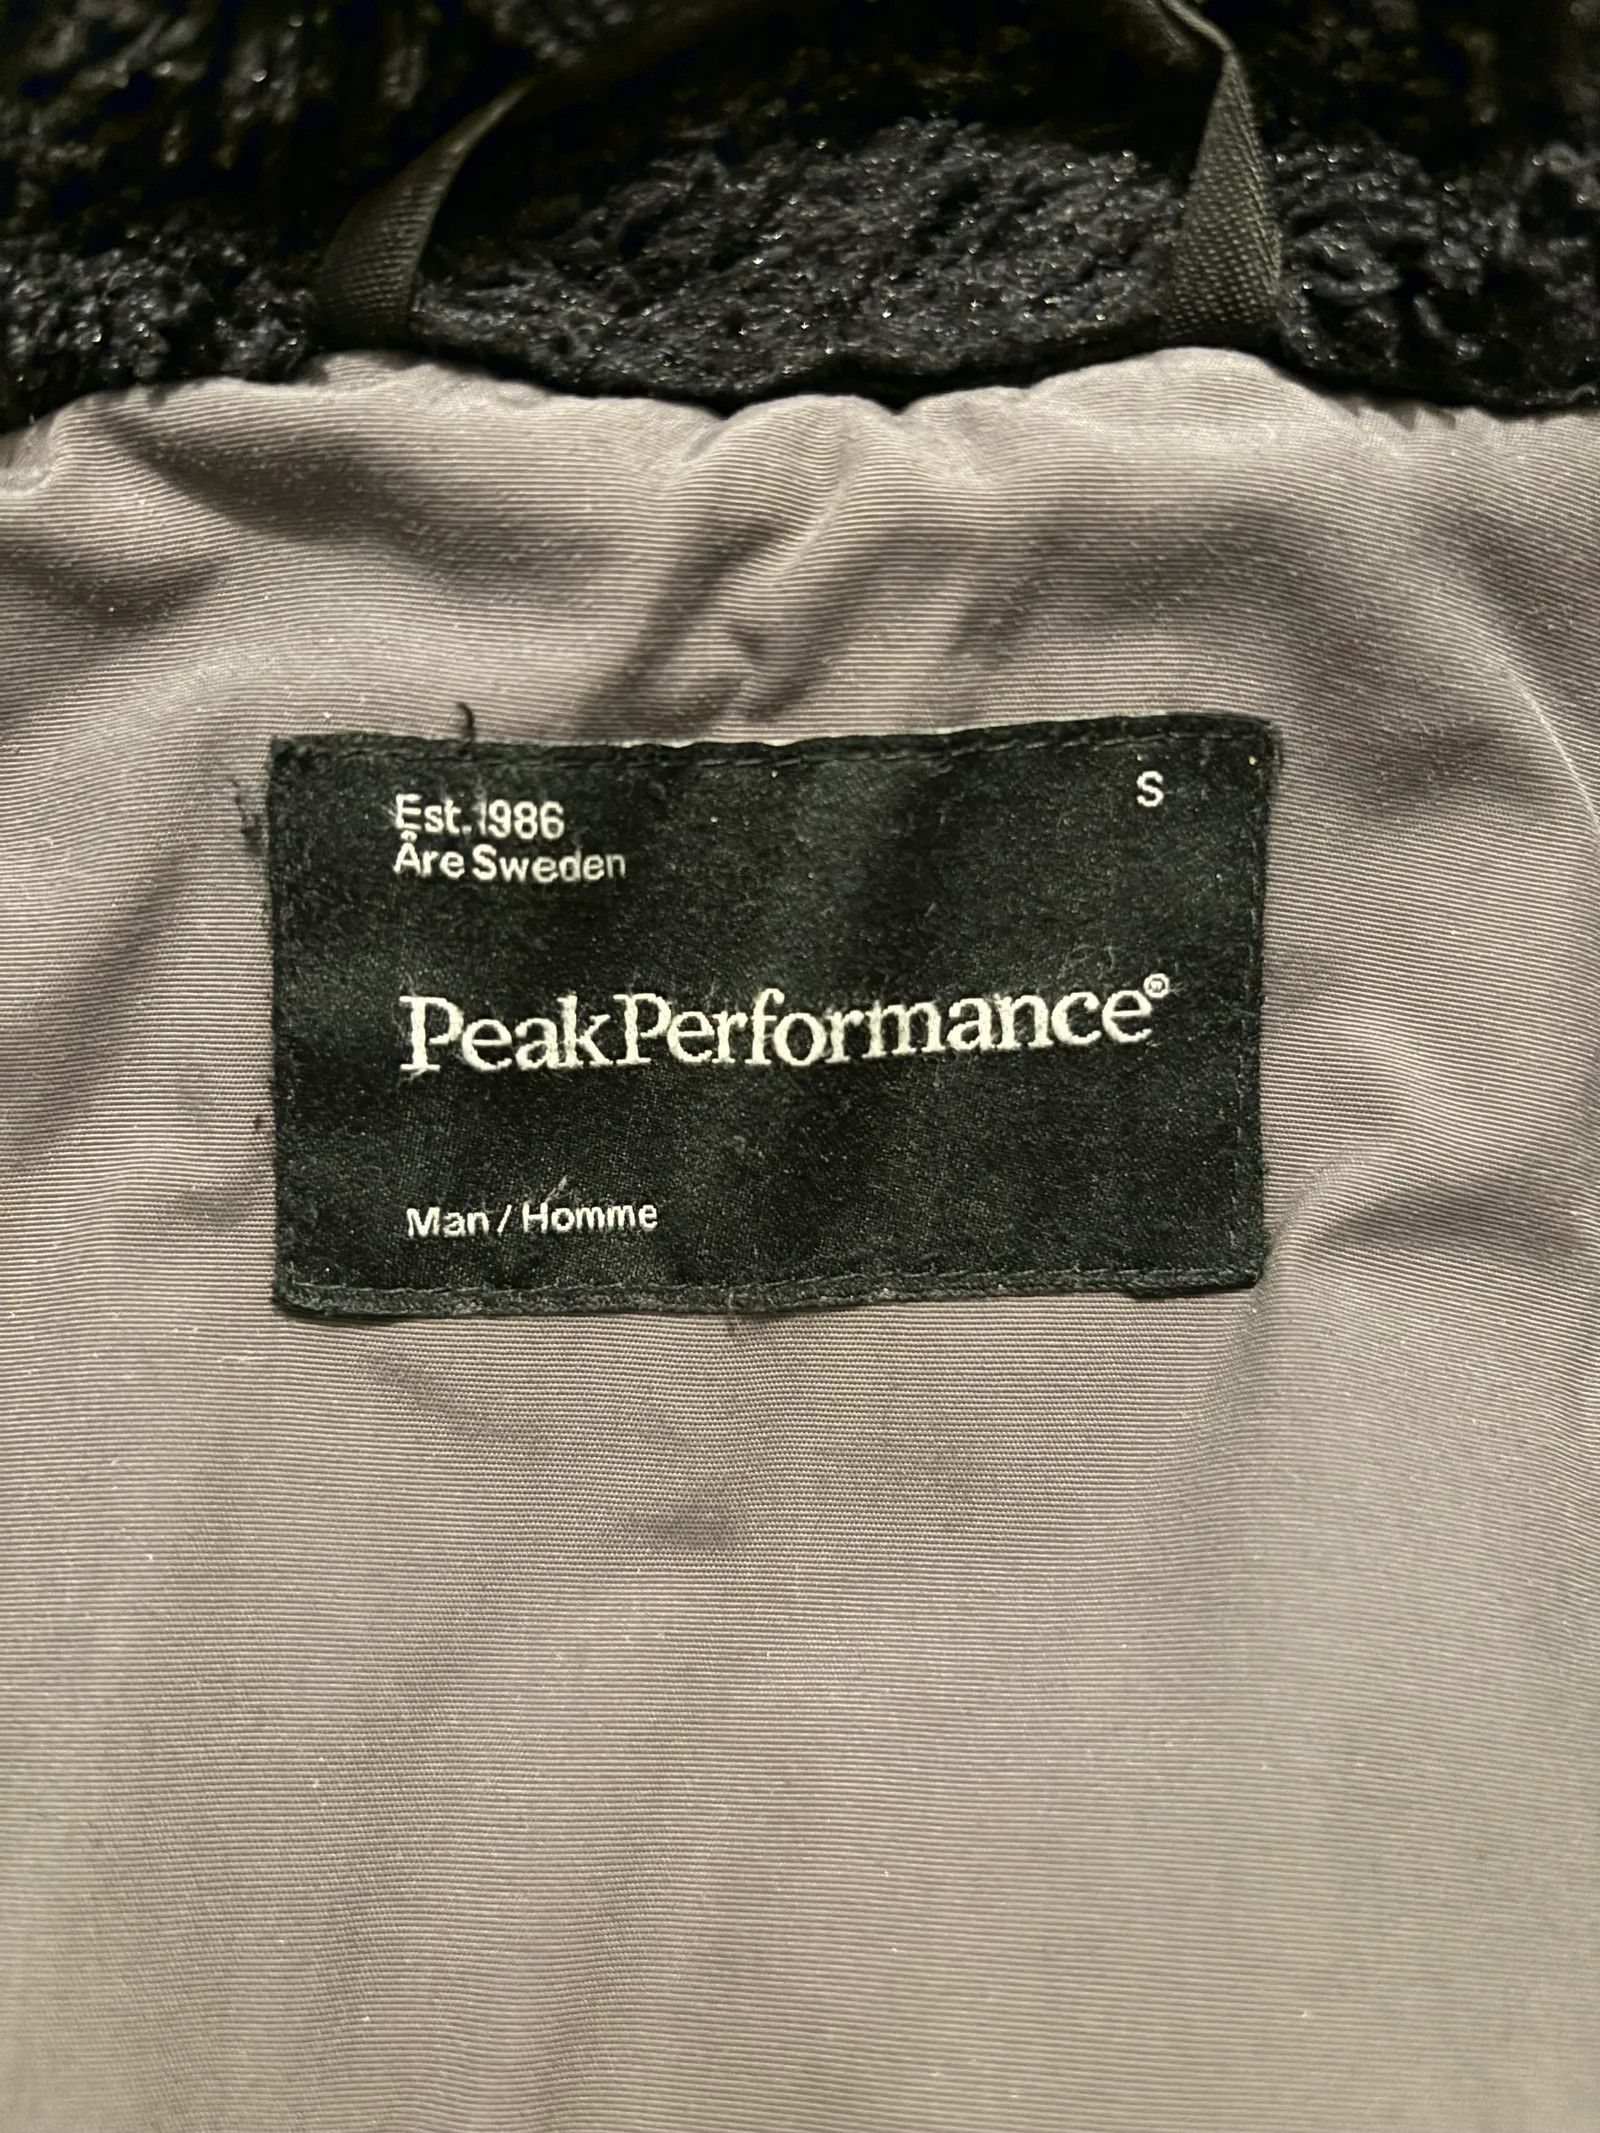 Est. 1986
Åre Sweden
S
PeakPerformance®
Man / Homme